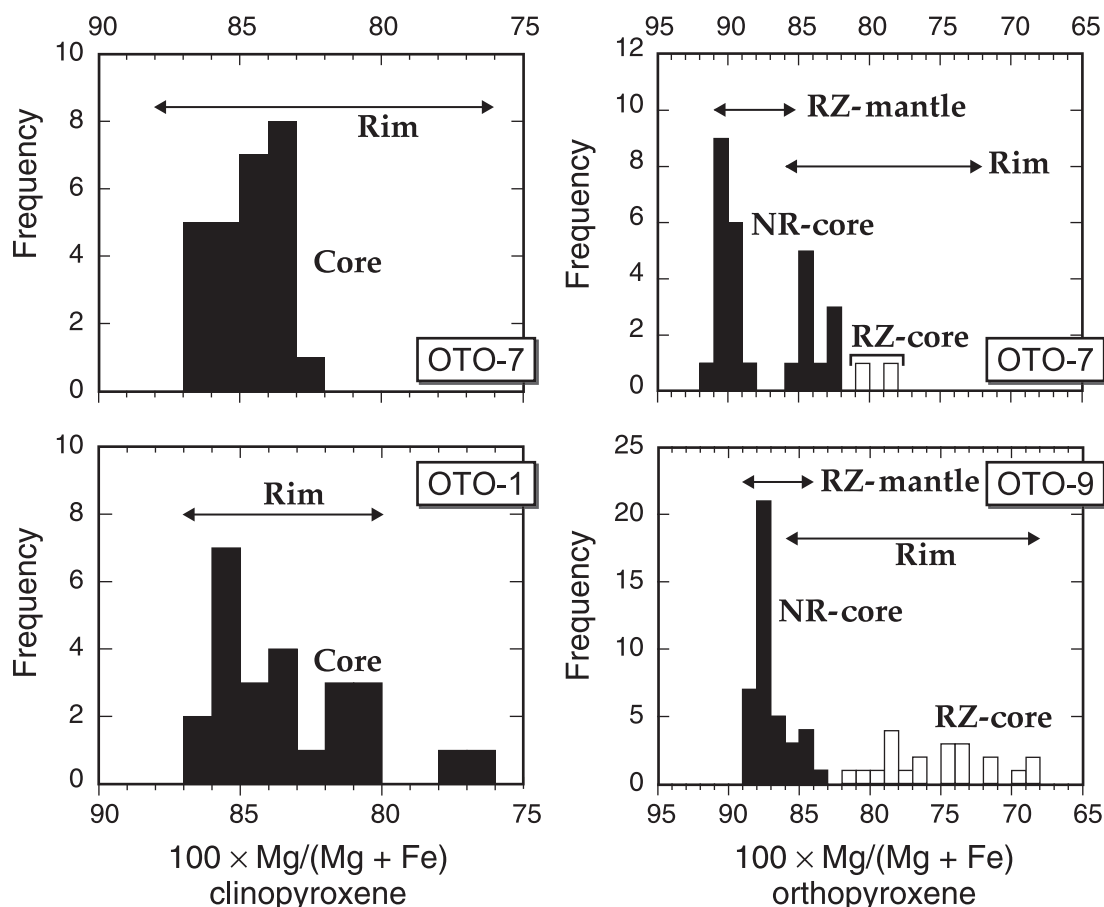 90 85 80 75
10
8
6
4
2
0
Frequency
Rim
Core
OTO-7
95 90 85 80 75 70 65
12
10
8
6
4
2
0
Frequency
RZ-mantle
Rim
NR-core
RZ-core
OTO-7
10
8
6
4
2
0
Frequency
OTO-1
Rim
Core
90 85 80 75
100 × Mg/(Mg + Fe)
clinopyroxene
25
20
15
10
5
0
Frequency
RZ-mantle
OTO-9
Rim
NR-core
RZ-core
95 90 85 80 75 70 65
100 × Mg/(Mg + Fe)
orthopyroxene